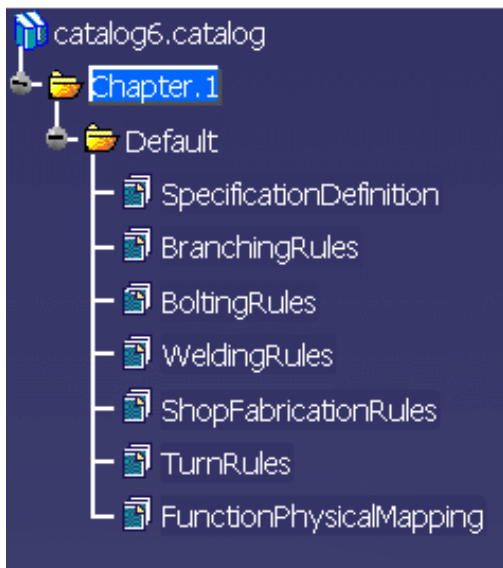 catalog6.catalog
Chapter.1
Default
SpecificationDefinition
BranchingRules
BoltingRules
WeldingRules
ShopFabricationRules
TurnRules
FunctionPhysicalMapping